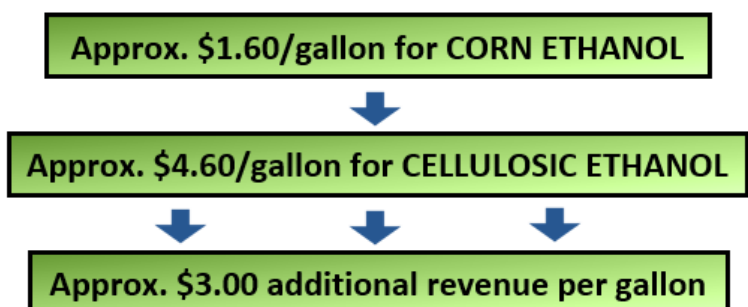 Approx. $1.60/gallon for CORN ETHANOL
Approx. $4.60/gallon for CELLULOSIC ETHANOL
Approx. $3.00 additional revenue per gallon